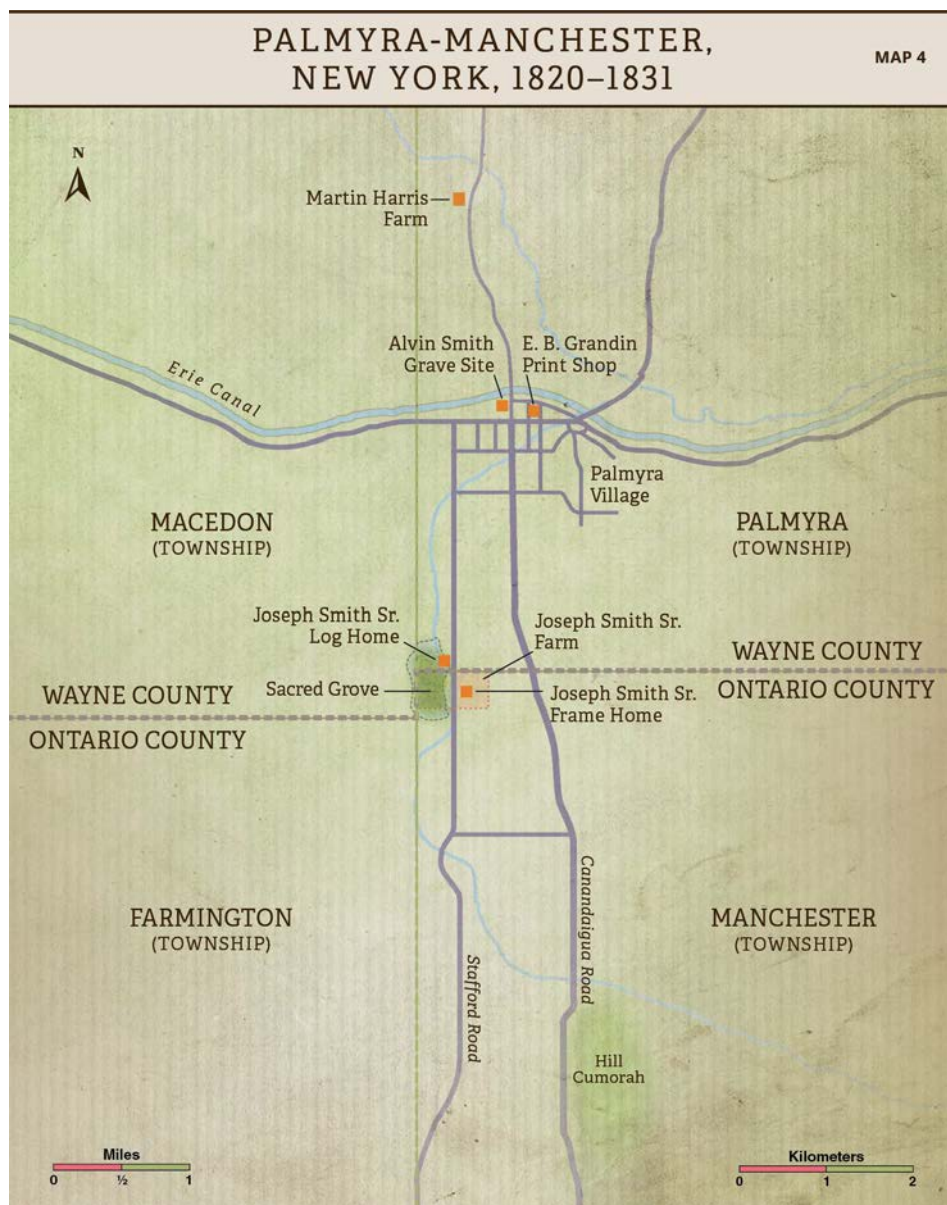 PALMYRA-MANCHESTER,
NEW YORK, 1820–1831
MAP 4
N
Martin Harris
Farm
Alvin Smith
Grave Site
E. B. Grandin
Print Shop
Erie Canal
Palmyra
Village
MACEDON
(TOWNSHIP)
PALMYRA
(TOWNSHIP)
Joseph Smith Sr.
Log Home
Joseph Smith Sr.
Farm
WAYNE COUNTY
Sacred Grove
WAYNE COUNTY
ONTARIO COUNTY
Joseph Smith Sr.
Frame Home
ONTARIO COUNTY
FARMINGTON
(TOWNSHIP)
Stafford Road
Canandaigua Road
MANCHESTER
(TOWNSHIP)
Hill
Cumorah
Miles
0 ½ 1
Kilometers
0 1 2